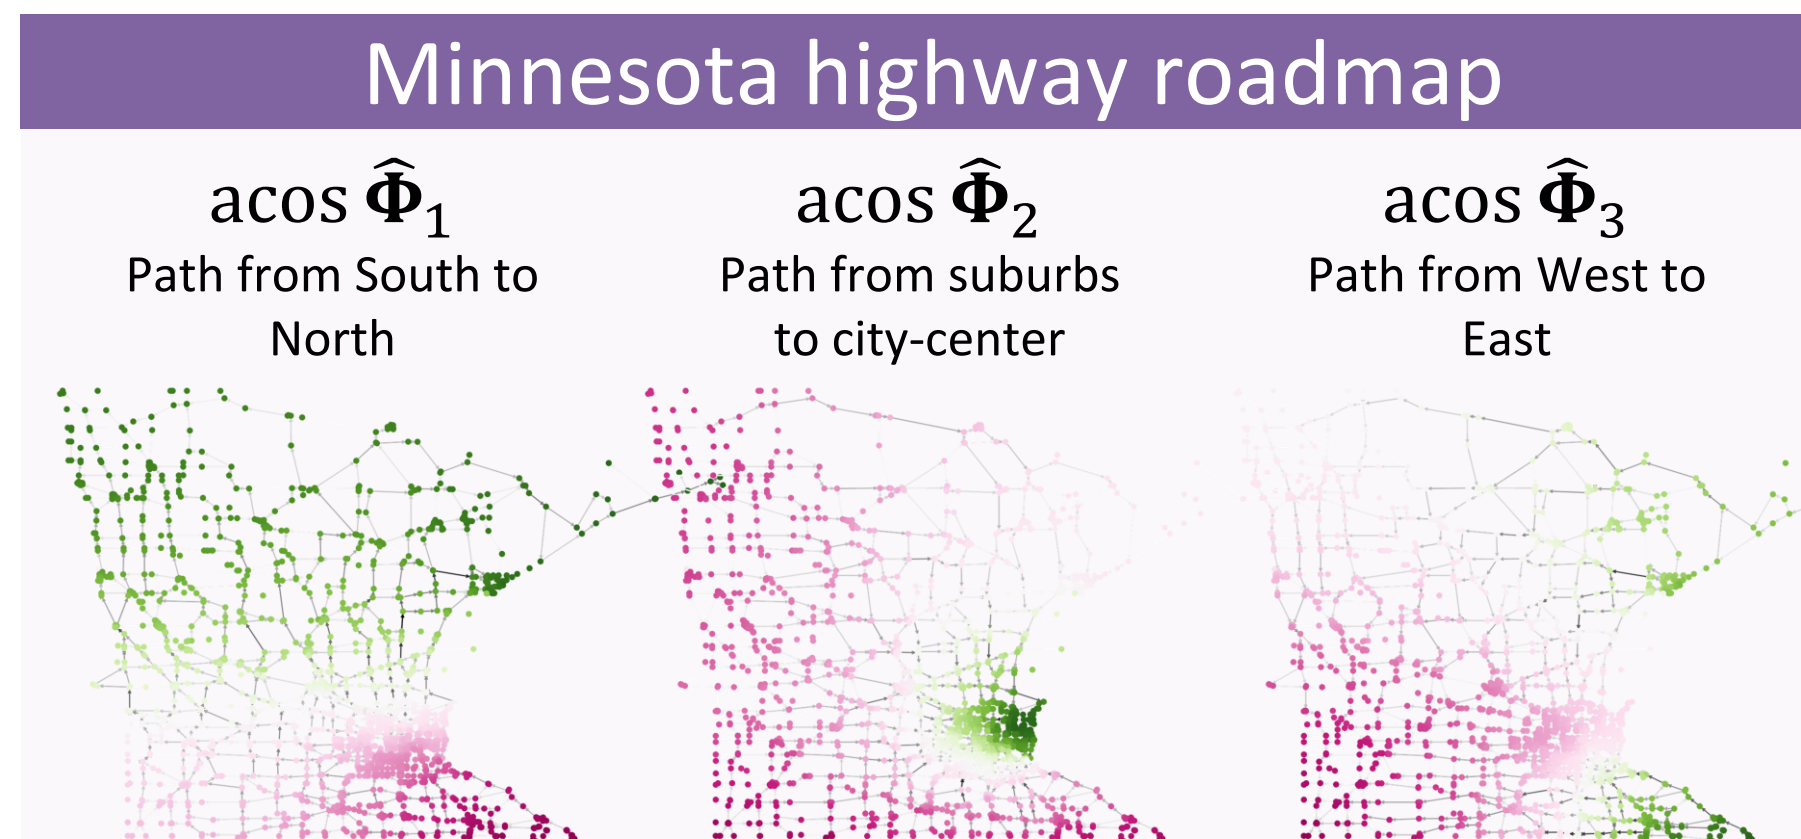 Minnesota highway roadmap
acos Φ̂₁
Path from South to
North
acos Φ̂₂
Path from suburbs
to city-center
acos Φ̂₃
Path from West to
East